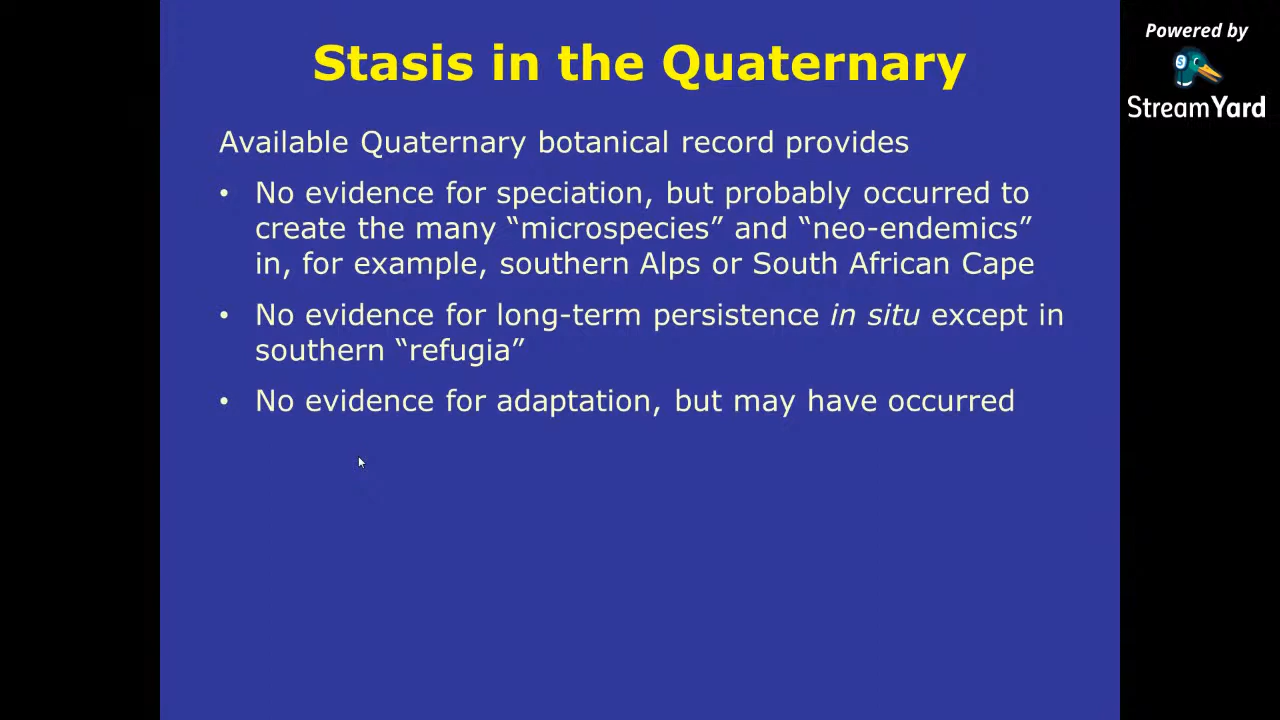 Stasis in the Quaternary
Powered by
StreamYard
Available Quaternary botanical record provides
• No evidence for speciation, but probably occurred to
create the many “microspecies” and “neo-endemics”
in, for example, southern Alps or South African Cape
• No evidence for long-term persistence in situ except in
southern “refugia”
• No evidence for adaptation, but may have occurred